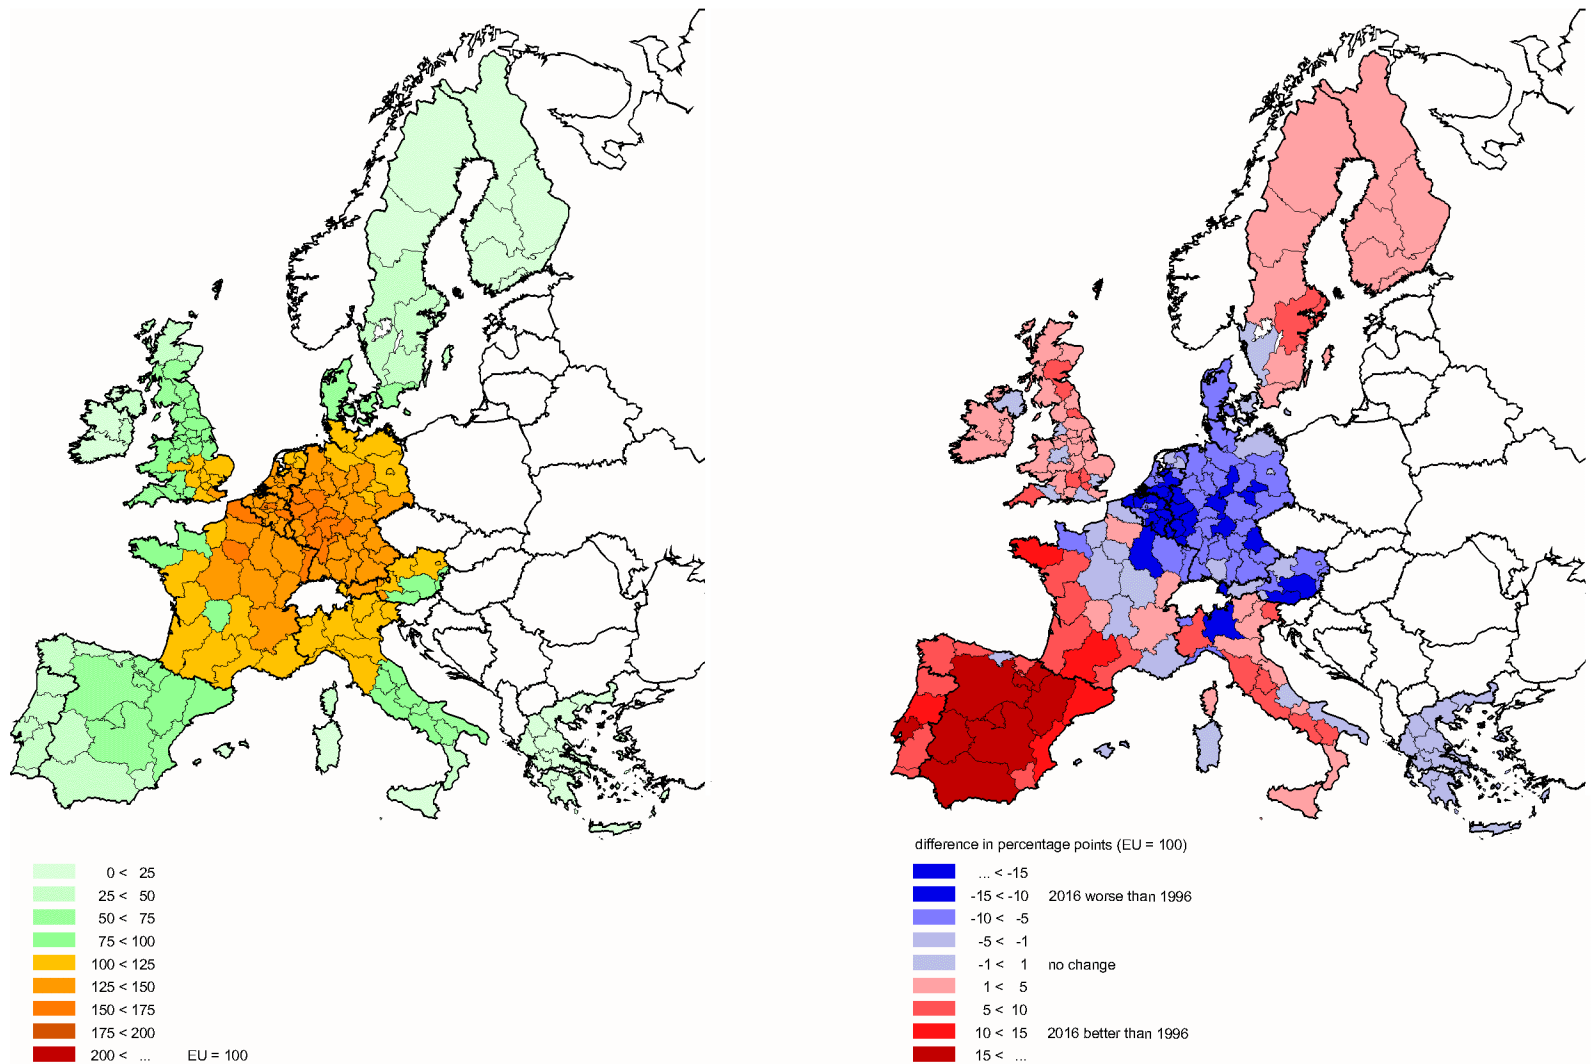 0 < 25
25 < 50
50 < 75
75 < 100
100 < 125
125 < 150
150 < 175
175 < 200
200 < ... EU = 100
difference in percentage points (EU = 100)
... < -15
-15 < -10 2016 worse than 1996
-10 < -5
-5 < -1
-1 < 1 no change
1 < 5
5 < 10
10 < 15 2016 better than 1996
15 < ...